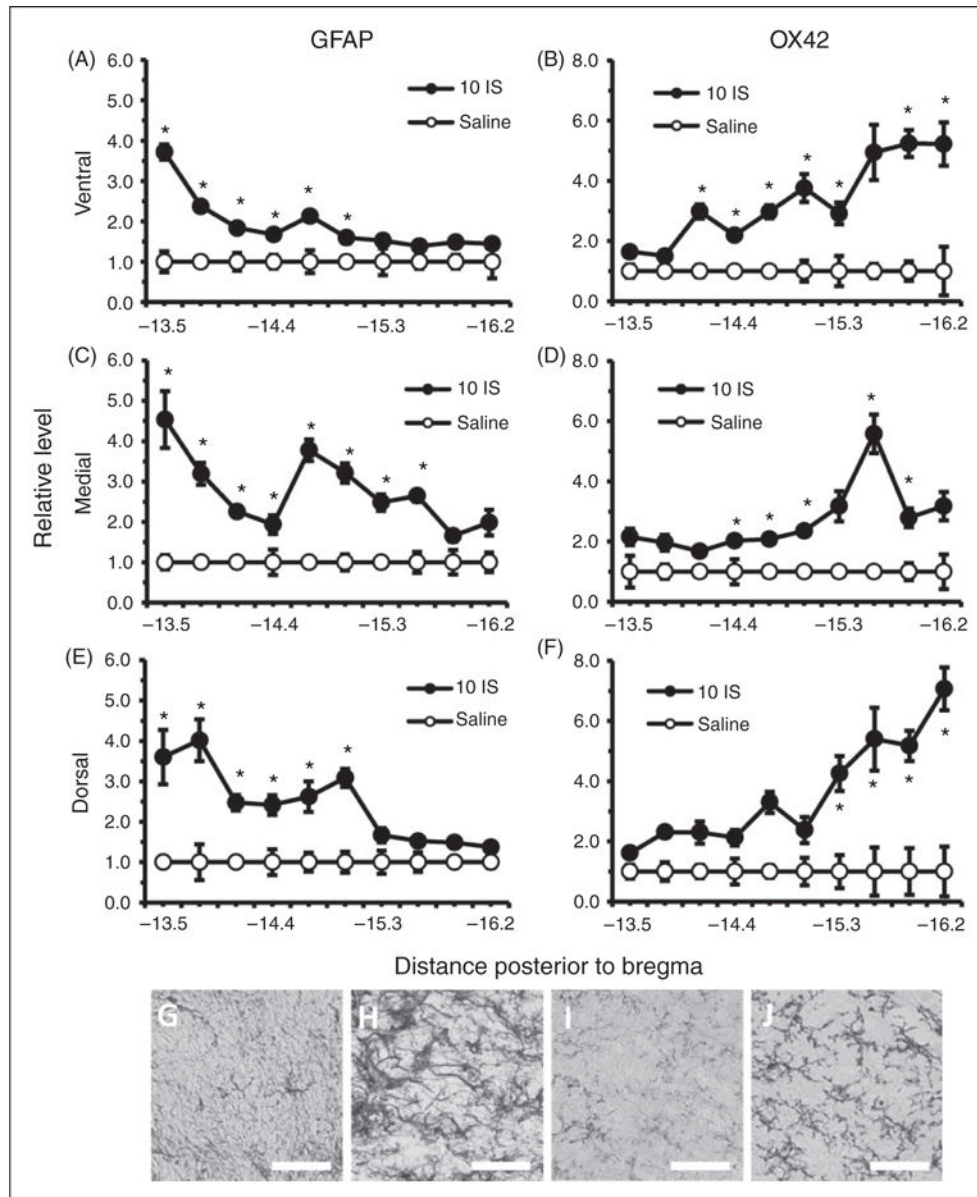 GFAP
OX42
(A)
6.0
5.0
4.0
3.0
2.0
1.0
0.0
Ventral
* * * * * *
10 IS
Saline
−13.5 −14.4 −15.3 −16.2
(B)
8.0
6.0
4.0
2.0
0.0
* * * * * * *
10 IS
Saline
−13.5 −14.4 −15.3 −16.2
Relative level
(C)
6.0
5.0
4.0
3.0
2.0
1.0
0.0
Medial
* * * * * * * *
10 IS
Saline
−13.5 −14.4 −15.3 −16.2
(D)
8.0
6.0
4.0
2.0
0.0
* * * * *
10 IS
Saline
−13.5 −14.4 −15.3 −16.2
(E)
6.0
5.0
4.0
3.0
2.0
1.0
0.0
Dorsal
* * * * * *
10 IS
Saline
−13.5 −14.4 −15.3 −16.2
(F)
8.0
6.0
4.0
2.0
0.0
* * * *
10 IS
Saline
−13.5 −14.4 −15.3 −16.2
Distance posterior to bregma
G
H
I
J